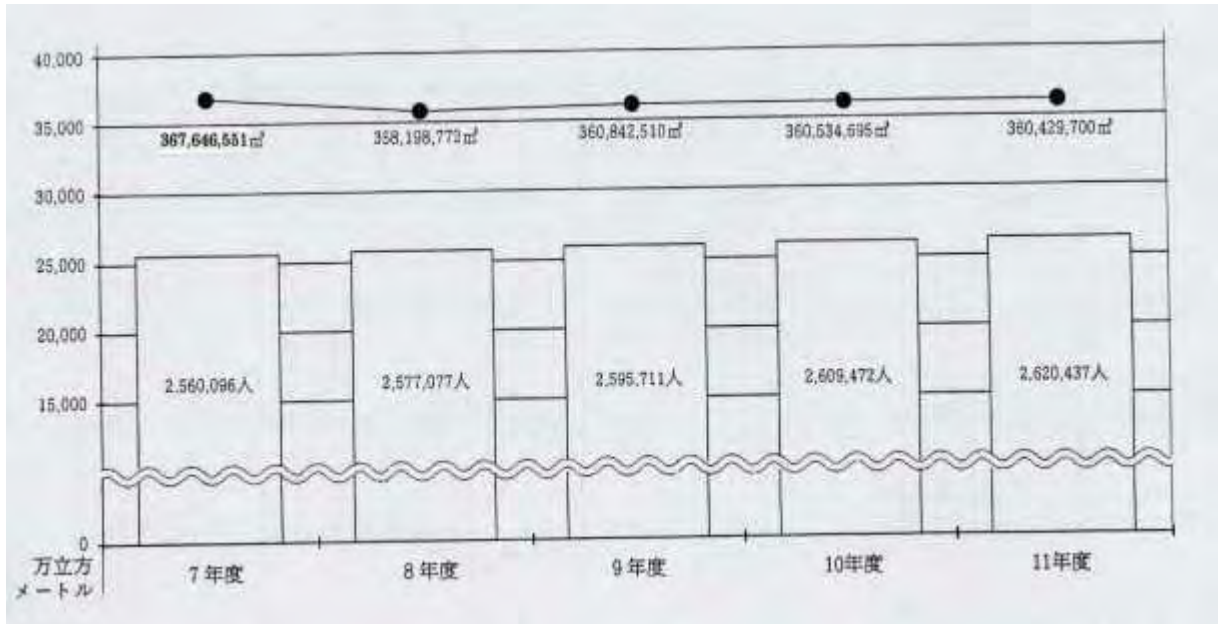 40,000
35,000
30,000
25,000
20,000
15,000
0
万立方
メートル
367,646,551㎥
358,198,773㎥
360,842,510㎥
360,534,695㎥
360,429,700㎥
2,560,096人
2,577,077人
2,595,711人
2,609,472人
2,620,437人
7年度
8年度
9年度
10年度
11年度